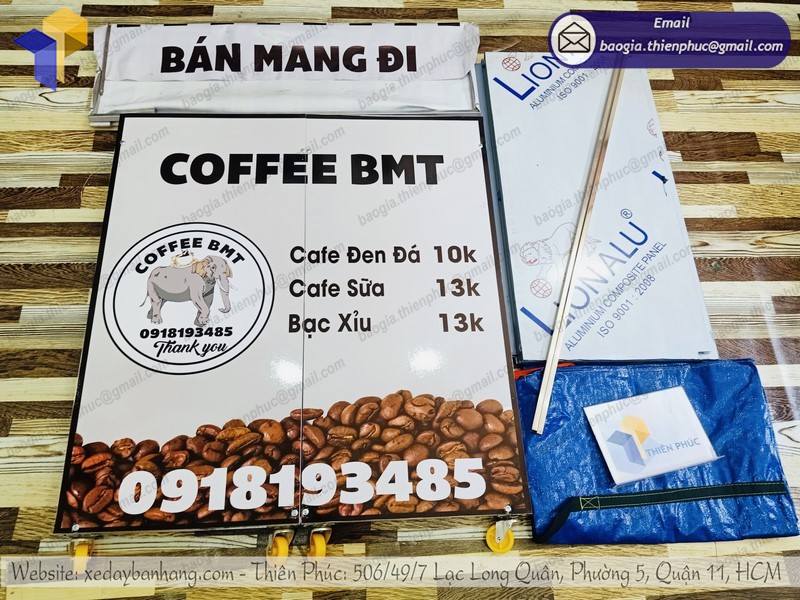 Email
baogia.thienphuc@gmail.com
BÁN MANG ĐI
COFFEE BMT
COFFEE BMT
0918193485
Thank you
Cafe Đen Đá 10k
Cafe Sữa 13k
Bạc Xỉu 13k
0918193485
LIONALU
ALUMINIUM COMPOSITE PANEL
ISO 9001 : 2008
THIÊN PHÚC
Website: xedaybanhang.com - Thiên Phúc: 506/49/7 Lạc Long Quân, Phường 5, Quận 11, HCM